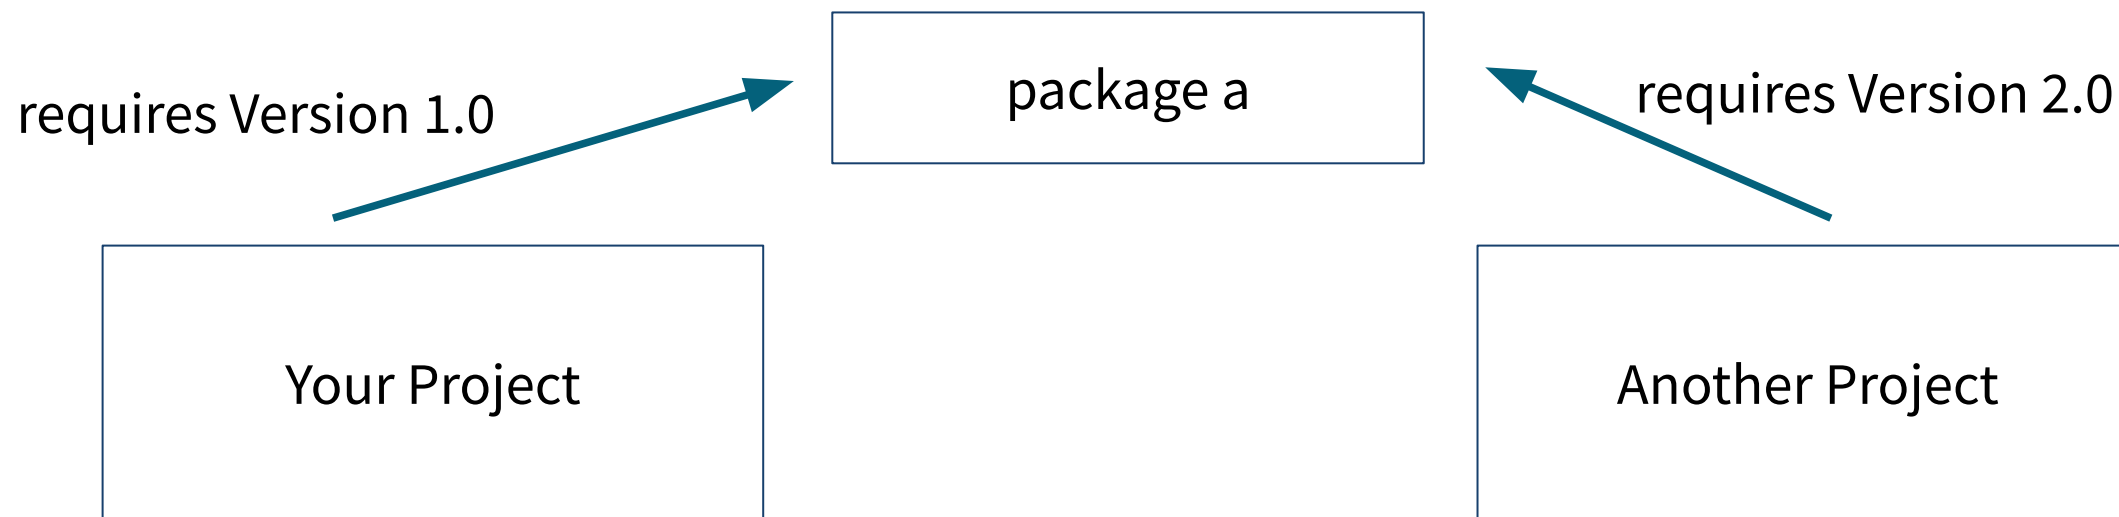 package a
requires Version 1.0
requires Version 2.0
Your Project
Another Project